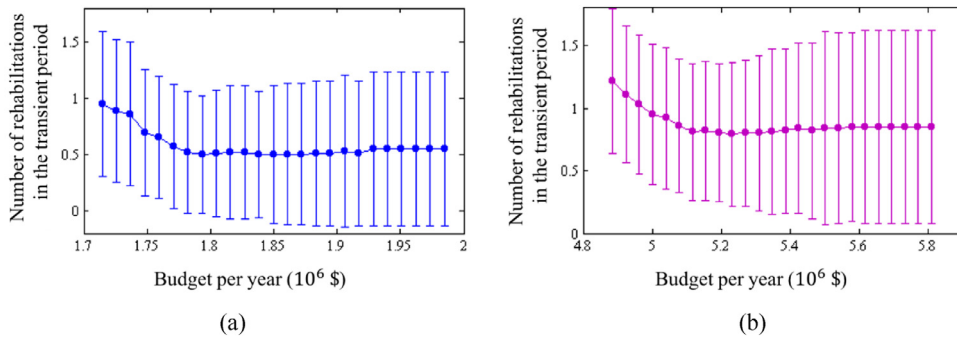 Number of rehabilitations
in the transient period
1.5
1
0.5
0
1.7
1.75
1.8
1.85
1.9
1.95
2
Budget per year (10⁶ $)
(a)
Number of rehabilitations
in the transient period
1.5
1
0.5
0
4.8
5
5.2
5.4
5.6
5.8
Budget per year (10⁶ $)
(b)